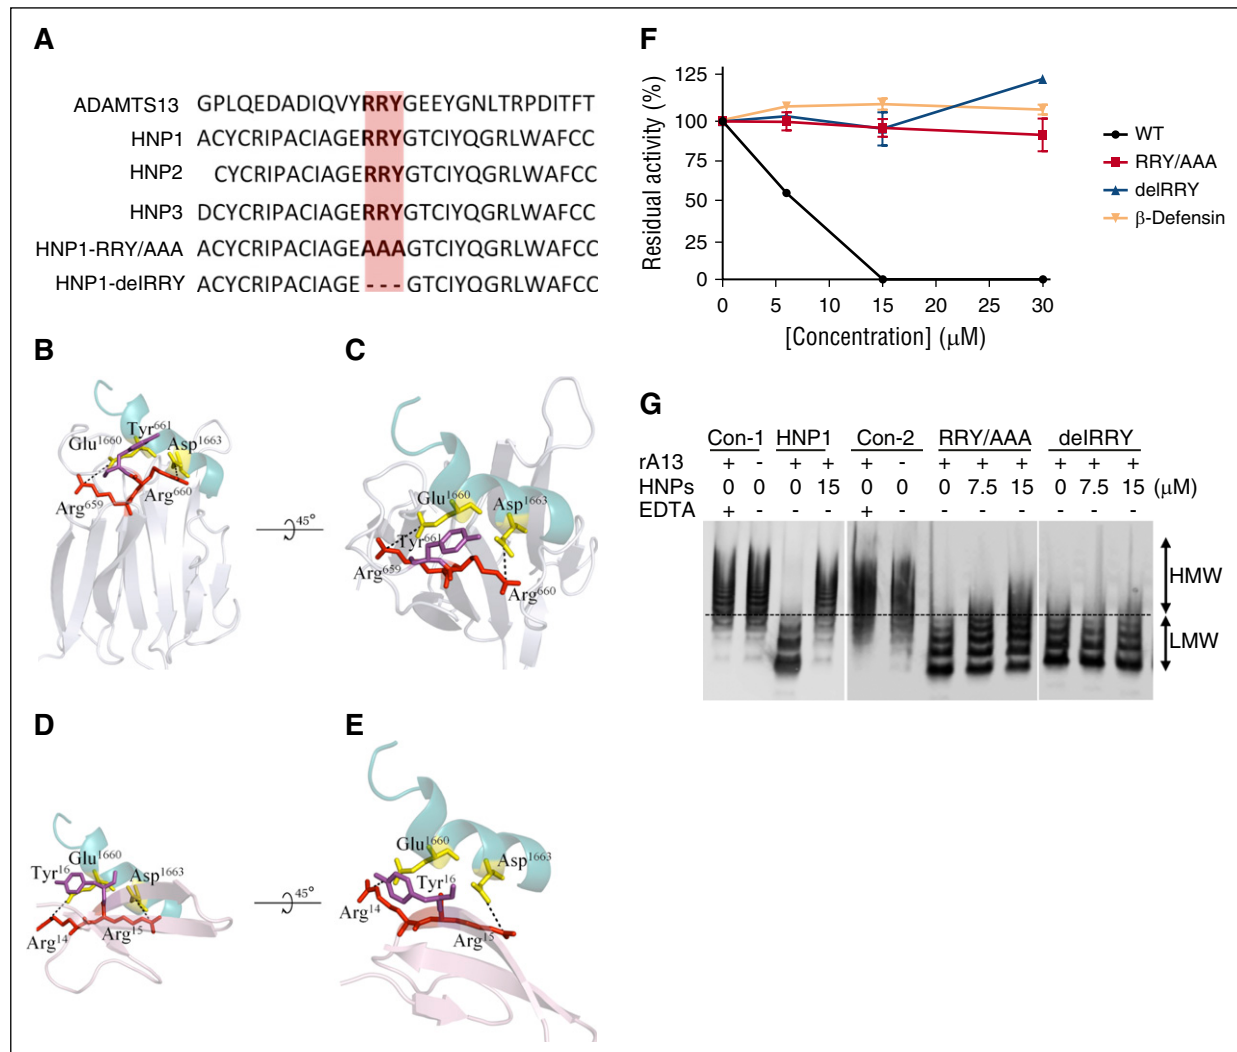 A
ADAMTS13 GPLQEDADIQVYRRYGEEYGNLTRPDITFT
HNP1 ACYCRIPACIAGERRYGTCIYQGRLWAFCC
HNP2 CYCRIPACIAGERRYGTCIYQGRLWAFCC
HNP3 DCYCRIPACIAGERRYGTCIYQGRLWAFCC
HNP1-RRY/AAA ACYCRIPACIAGEAAAGTCIYQGRLWAFCC
HNP1-delRRY ACYCRIPACIAGE---GTCIYQGRLWAFCC
B
Glu1660 Tyr661 Asp1663
Arg659 Arg660
45°
C
Glu1660 Asp1663
Tyr661
Arg659
Arg660
D
Glu1660
Tyr16 Asp1663
Arg14 Arg15
45°
E
Glu1660
Asp1663
Tyr16
Arg14
Arg15
F
Residual activity (%)
125
100
75
50
25
0
0 5 10 15 20 25 30
[Concentration] (μM)
WT
RRY/AAA
delRRY
β-Defensin
G
Con-1 HNP1 Con-2 RRY/AAA delRRY
rA13 + - + + + - + + + + + +
HNPs 0 0 0 15 0 0 0 7.5 15 0 7.5 15 (μM)
EDTA + - - - + - - - - - - -
HMW
LMW